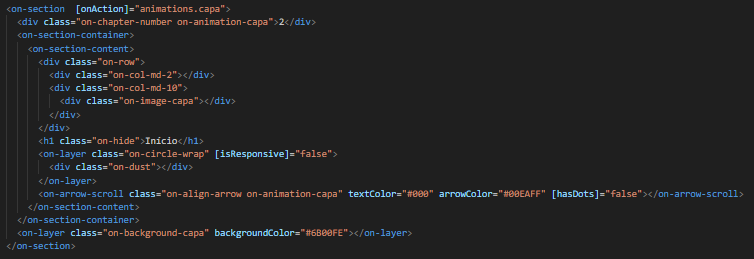 <on-section  [onAction]="animations.capa">
  <div class="on-chapter-number on-animation-capa">2</div>
  <on-section-container>
    <on-section-content>
      <div class="on-row">
        <div class="on-col-md-2"></div>
        <div class="on-col-md-10">
          <div class="on-image-capa"></div>
        </div>
      </div>
      <h1 class="on-hide">Início</h1>
      <on-layer class="on-circle-wrap" [isResponsive]="false">
        <div class="on-dust"></div>
      </on-layer>
      <on-arrow-scroll class="on-align-arrow on-animation-capa" textColor="#000" arrowColor="#00EAFF" [hasDots]="false"></on-arrow-scroll>
    </on-section-content>
  </on-section-container>
  <on-layer class="on-background-capa" backgroundColor="#6B00FE"></on-layer>
</on-section>